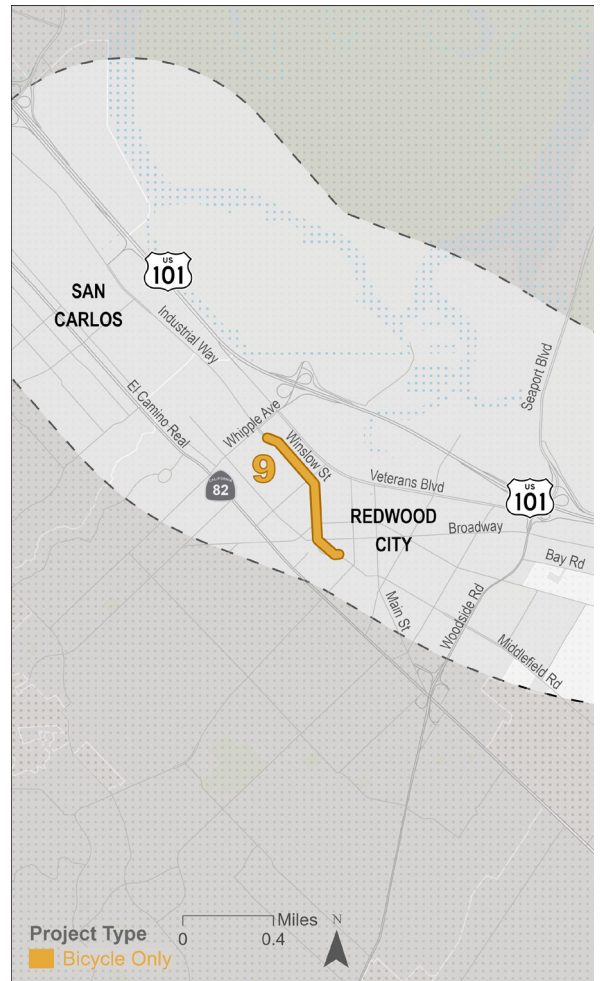 US
101
SAN
CARLOS
Industrial Way
Seaport Blvd
El Camino Real
Whipple Ave
Winslow St
9
CALIFORNIA
82
Veterans Blvd
US
101
REDWOOD
CITY
Broadway
Bay Rd
Main St
Woodside Rd
Middlefield Rd
Miles
N
0
0.4
Project Type
Bicycle Only